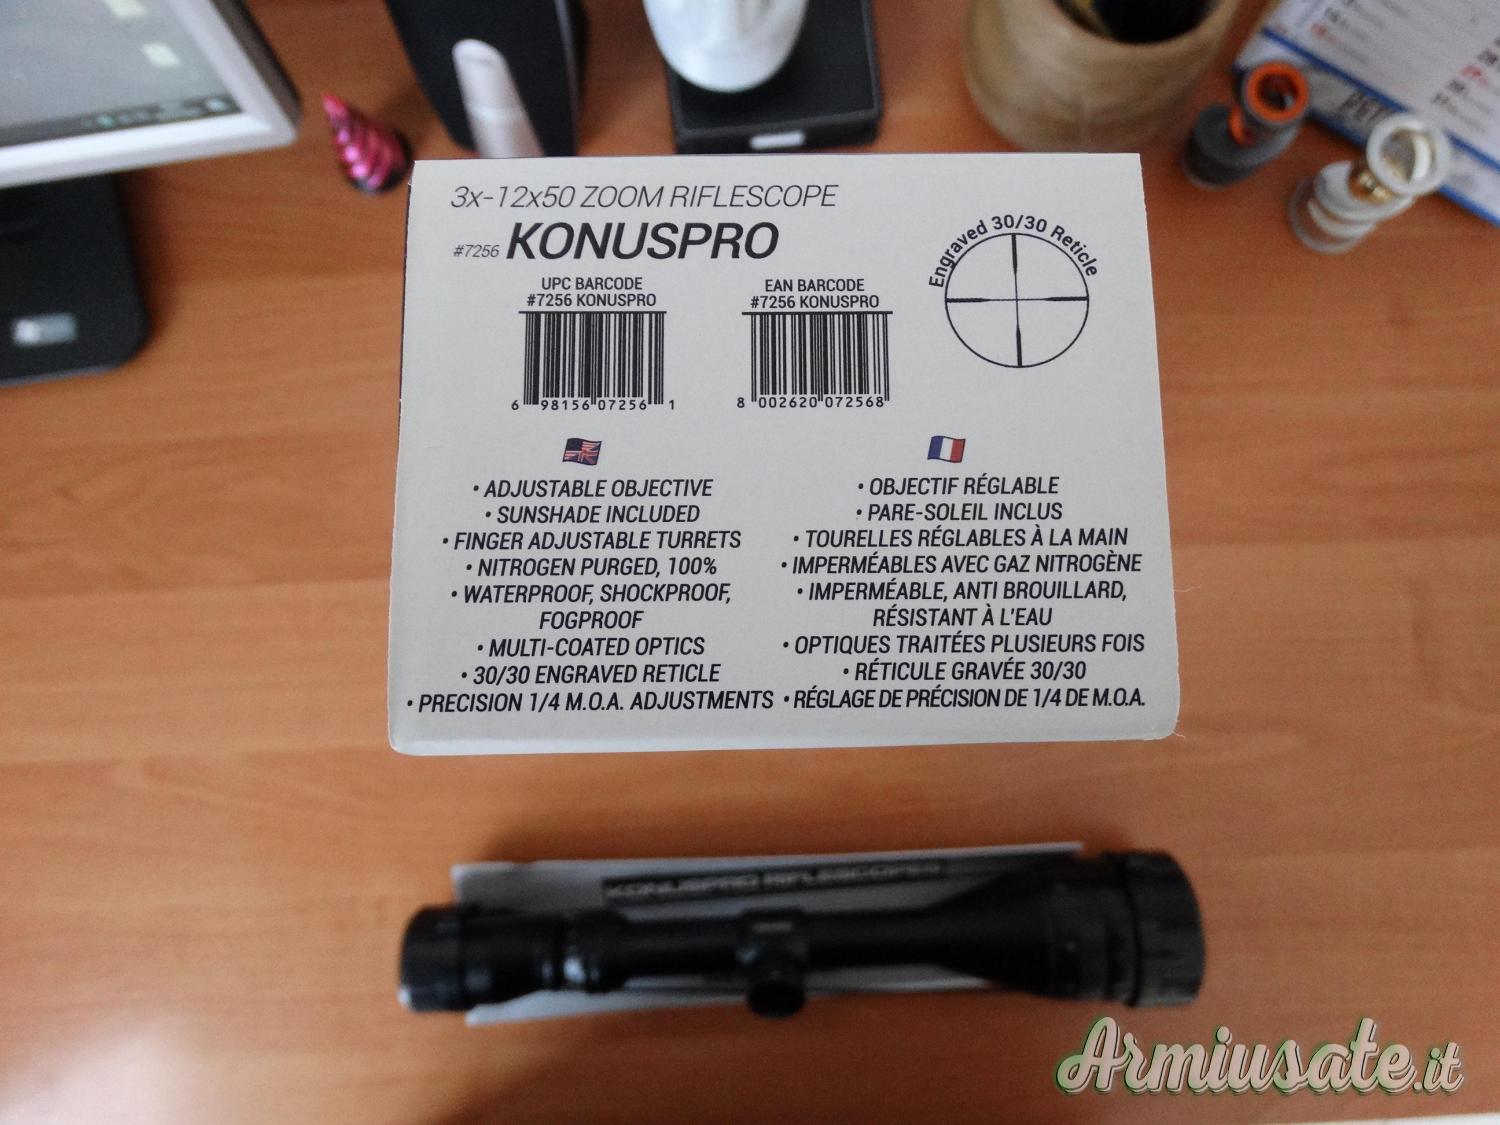 3x-12x50 ZOOM RIFLESCOPE
#7256 KONUSPRO
Engraved 30/30 Reticle
UPC BARCODE
#7256 KONUSPRO
6 98156 07256 1
EAN BARCODE
#7256 KONUSPRO
8 002620 072568
• ADJUSTABLE OBJECTIVE
• SUNSHADE INCLUDED
• FINGER ADJUSTABLE TURRETS
• NITROGEN PURGED, 100%
• WATERPROOF, SHOCKPROOF,
FOGPROOF
• MULTI-COATED OPTICS
• 30/30 ENGRAVED RETICLE
• PRECISION 1/4 M.O.A. ADJUSTMENTS
• OBJECTIF RÉGLABLE
• PARE-SOLEIL INCLUS
• TOURELLES RÉGLABLES À LA MAIN
• IMPERMÉABLES AVEC GAZ NITROGÈNE
• IMPERMÉABLE, ANTI BROUILLARD,
RÉSISTANT À L'EAU
• OPTIQUES TRAITÉES PLUSIEURS FOIS
• RÉTICULE GRAVÉE 30/30
• RÉGLAGE DE PRÉCISION DE 1/4 DE M.O.A.
KONUSPRO RIFLESCOPES
Armiusate.it